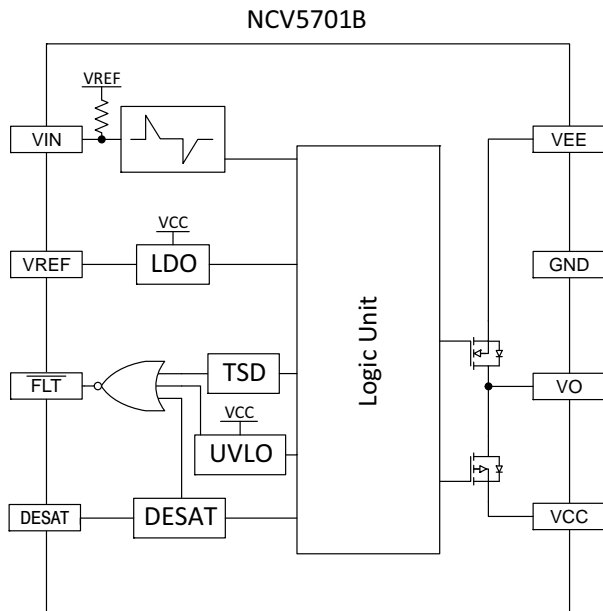 NCV5701B
VREF
VIN
VEE
VCC
VREF
LDO
GND
Logic Unit
FLT
TSD
VO
VCC
UVLO
DESAT
DESAT
VCC